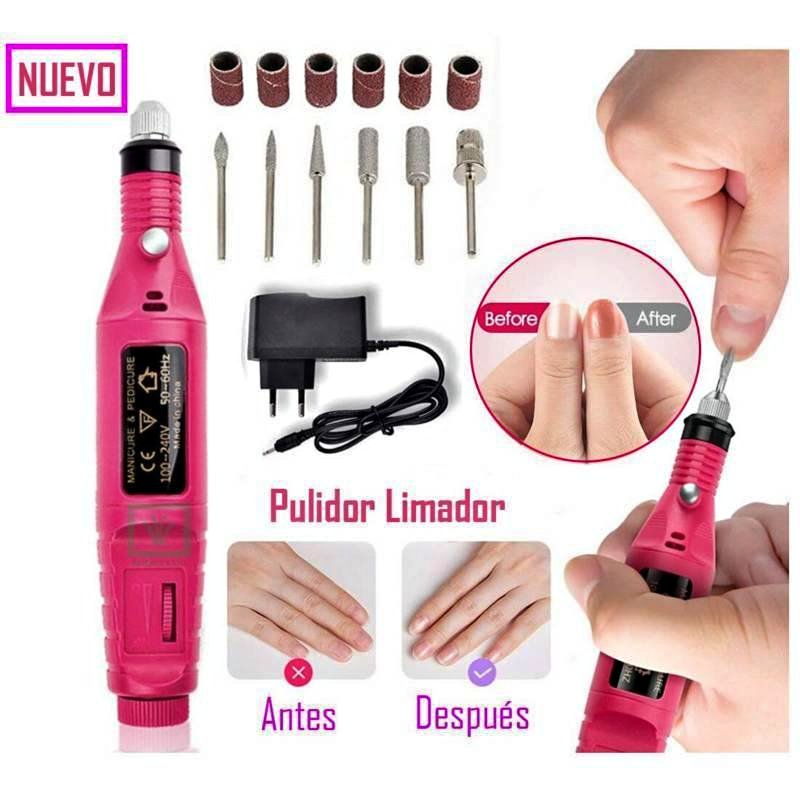 NUEVO
Before
After
MANICURE & PEDICURE
CE
100-240V 50-60Hz
Made in china
Pulidor Limador
Antes
Después